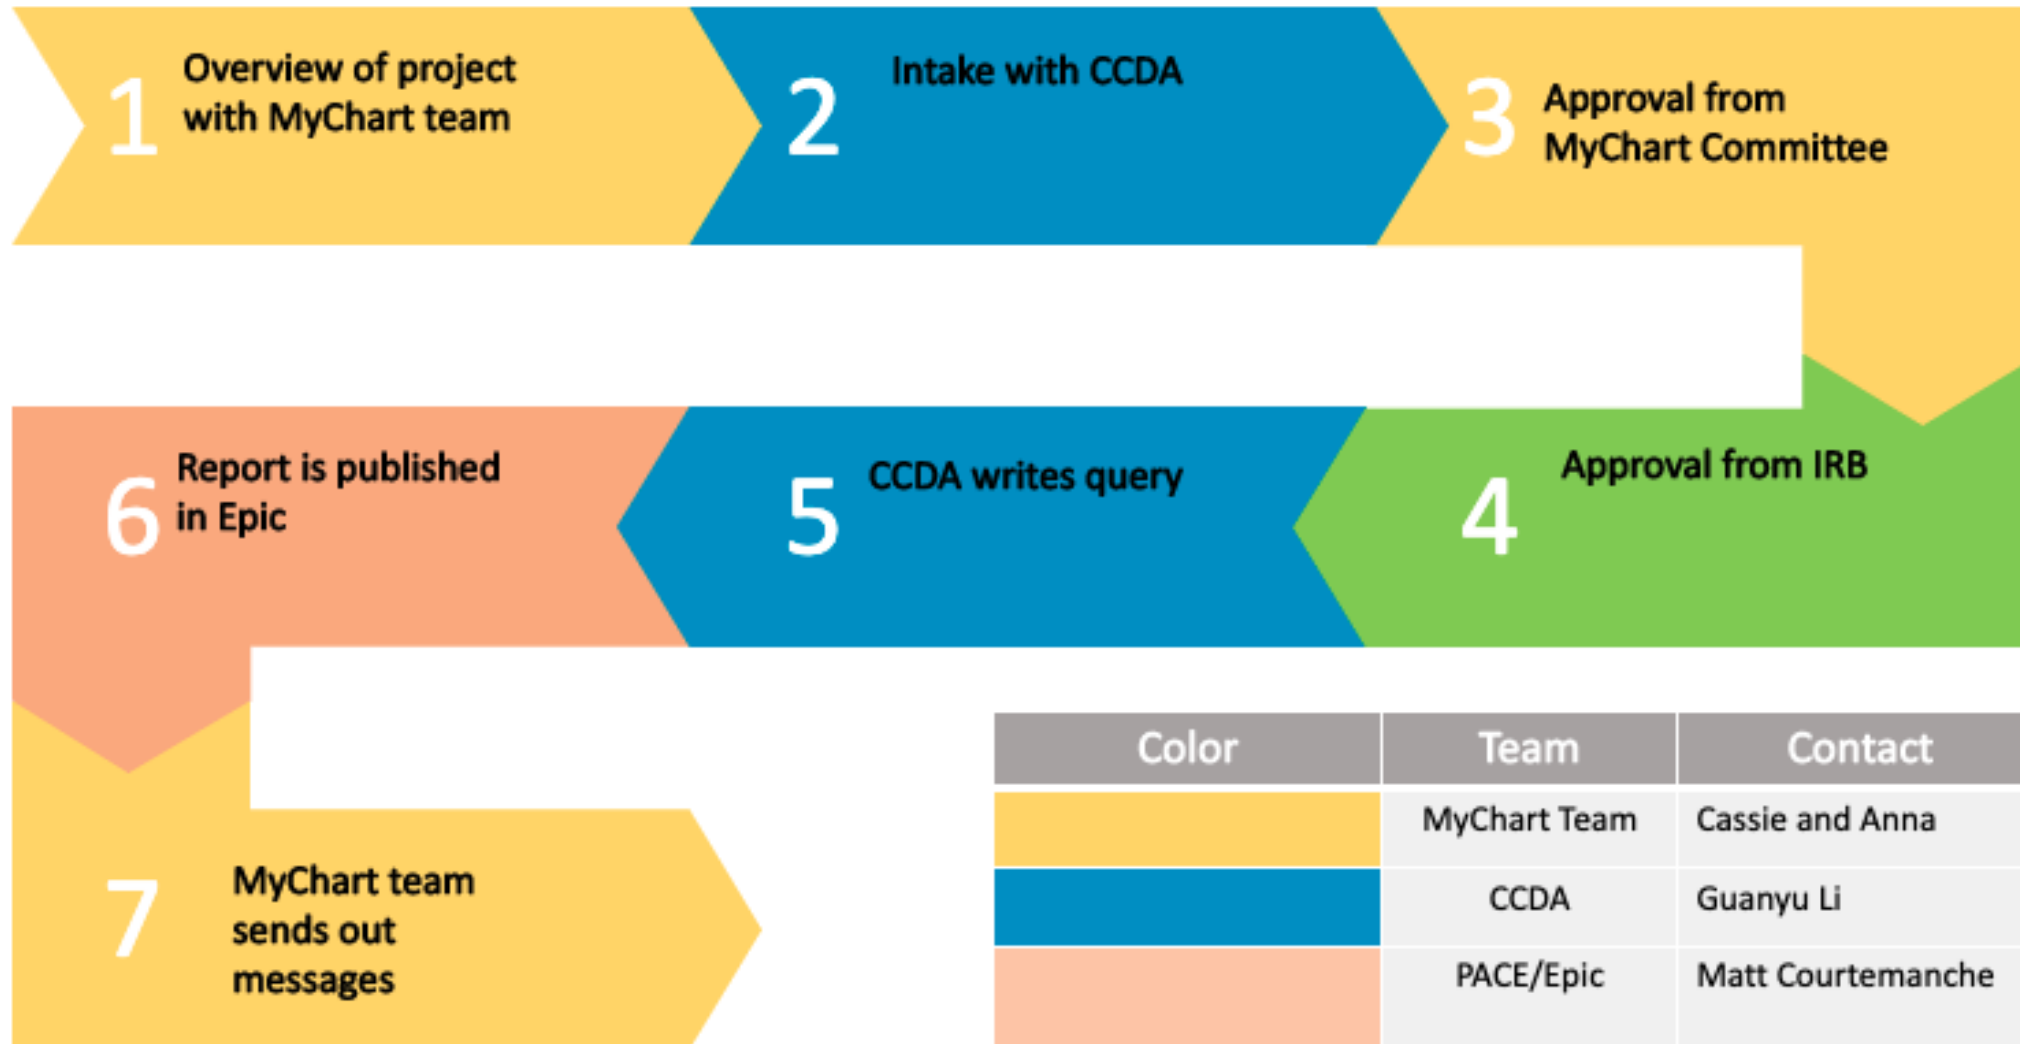 1
Overview of project
with MyChart team
2
Intake with CCDA
3
Approval from
MyChart Committee
4
Approval from IRB
5
CCDA writes query
6
Report is published
in Epic
7
MyChart team
sends out
messages
Color Team Contact
MyChart Team Cassie and Anna
CCDA Guanyu Li
PACE/Epic Matt Courtemanche